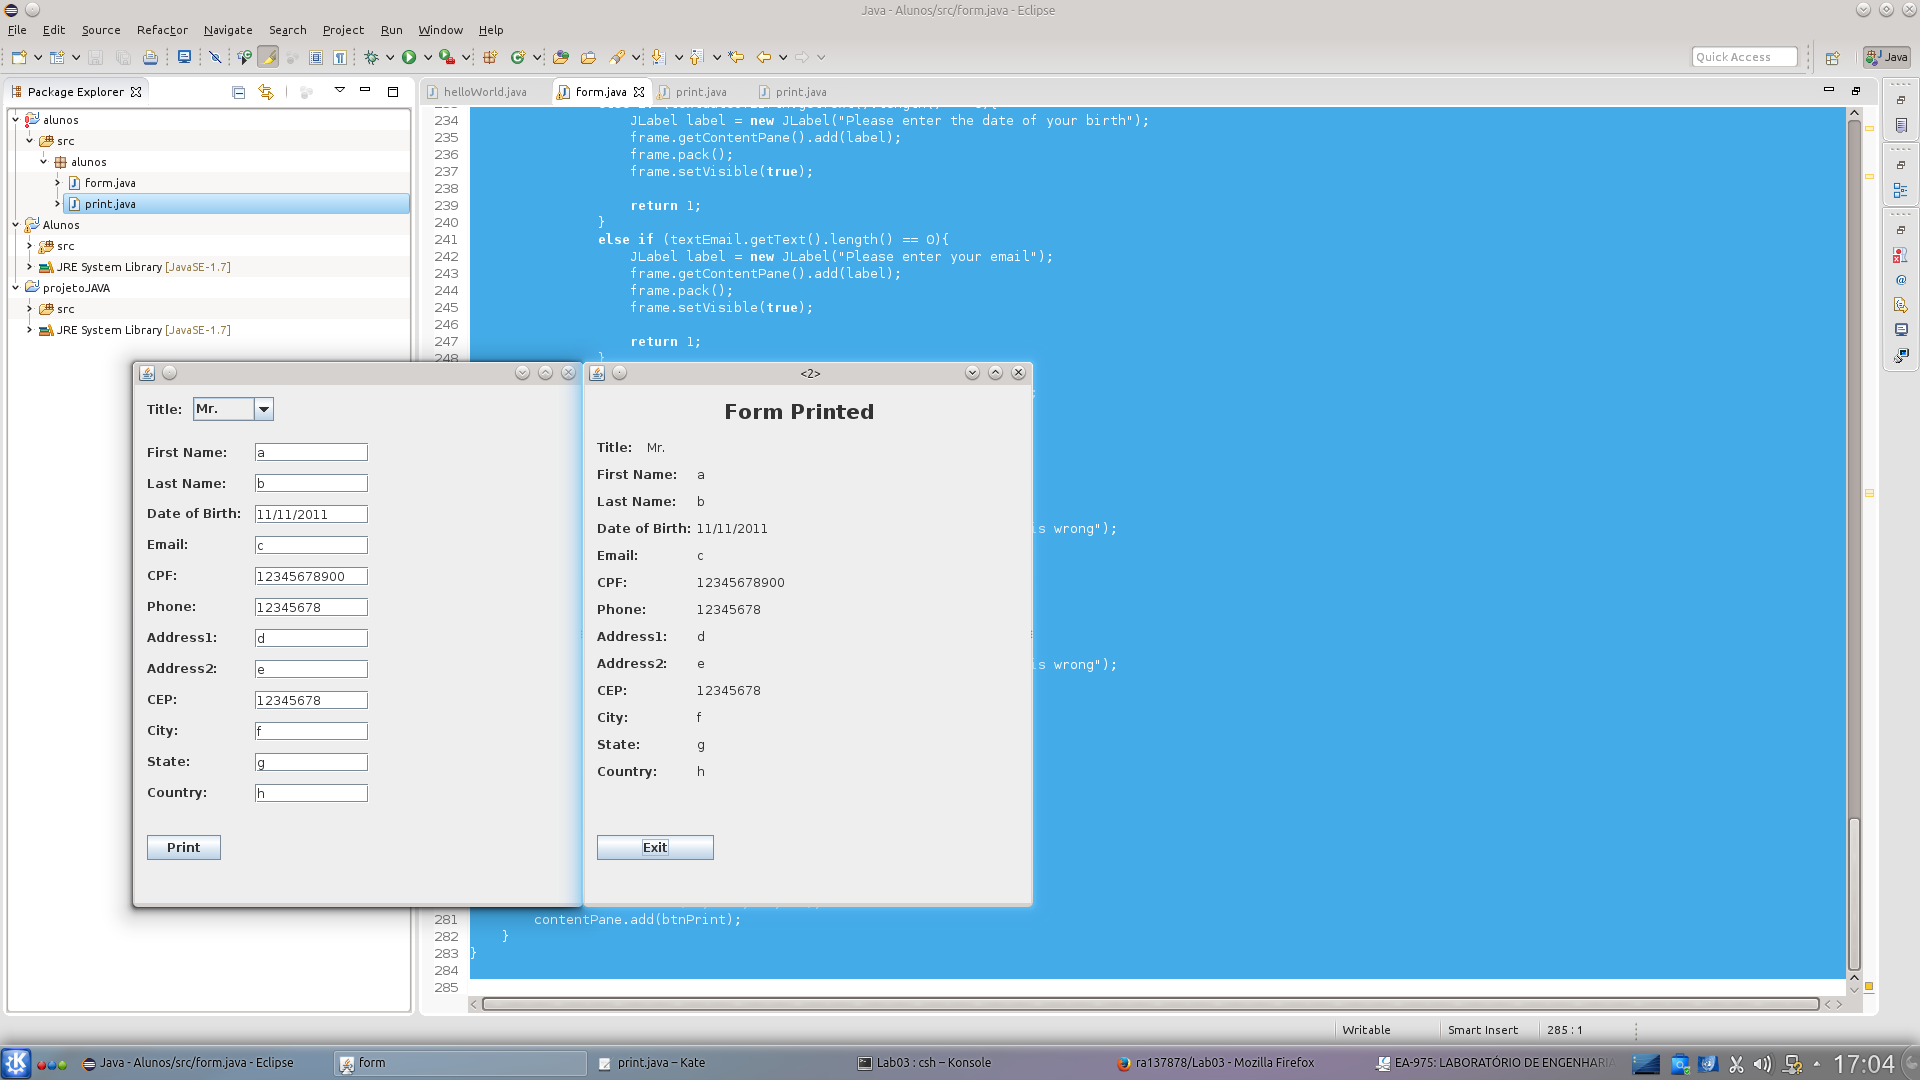 Java - Alunos/src/form.java - Eclipse
File Edit Source Refactor Navigate Search Project Run Window Help
Quick Access
Java
Package Explorer
helloWorld.java
form.java
print.java
print.java
alunos
src
alunos
form.java
print.java
Alunos
src
JRE System Library [JavaSE-1.7]
projetoJAVA
src
JRE System Library [JavaSE-1.7]
234 JLabel label = new JLabel("Please enter the date of your birth");
235 frame.getContentPane().add(label);
236 frame.pack();
237 frame.setVisible(true);
238
239 return 1;
240 }
241 else if (textEmail.getText().length() == 0){
242 JLabel label = new JLabel("Please enter your email");
243 frame.getContentPane().add(label);
244 frame.pack();
245 frame.setVisible(true);
246
247 return 1;
248 }
is wrong");
is wrong");
281 contentPane.add(btnPrint);
282 }
283 }
284
285
Title: Mr.
First Name: a
Last Name: b
Date of Birth: 11/11/2011
Email: c
CPF: 12345678900
Phone: 12345678
Address1: d
Address2: e
CEP: 12345678
City: f
State: g
Country: h
Print
<2>
Form Printed
Title: Mr.
First Name: a
Last Name: b
Date of Birth: 11/11/2011
Email: c
CPF: 12345678900
Phone: 12345678
Address1: d
Address2: e
CEP: 12345678
City: f
State: g
Country: h
Exit
Writable Smart Insert 285 : 1
Java - Alunos/src/form.java - Eclipse
form
print.java – Kate
Lab03 : csh – Konsole
ra137878/Lab03 - Mozilla Firefox
EA-975: LABORATÓRIO DE ENGENHARIA
17:04